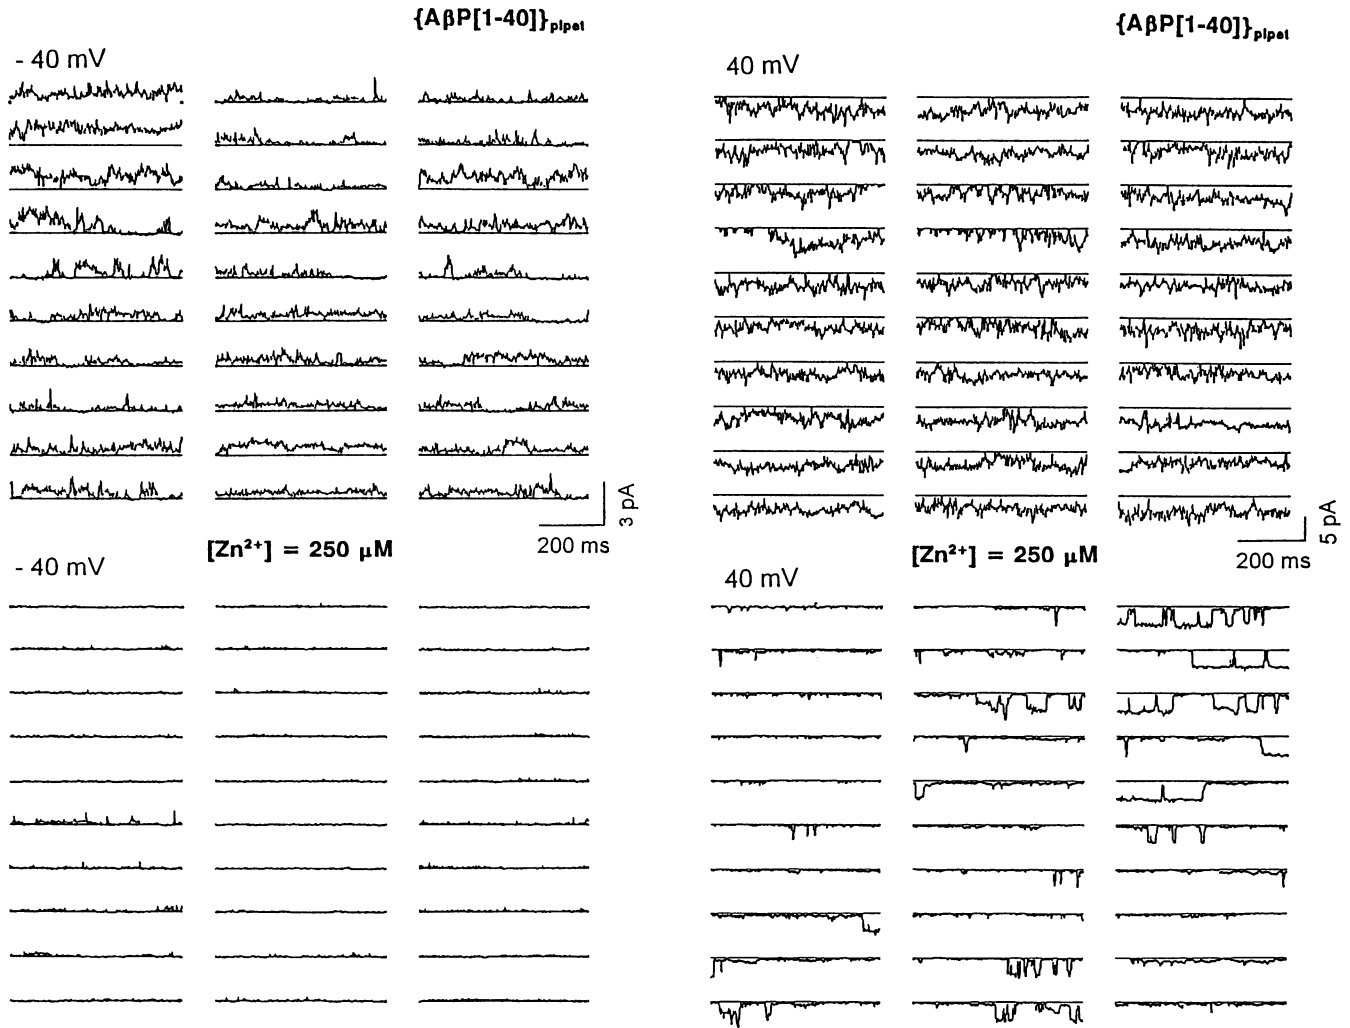 {AβP[1-40]}pipet
- 40 mV
3 pA
200 ms
[Zn²⁺] = 250 μM
- 40 mV
{AβP[1-40]}pipet
40 mV
5 pA
200 ms
[Zn²⁺] = 250 μM
40 mV